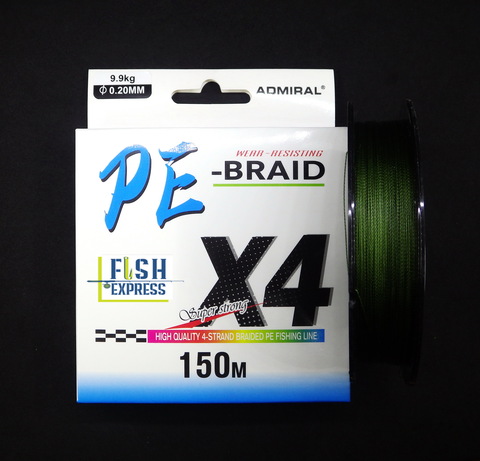 9.9kg
Ф 0.20MM
ADMIRAL®
WEAR-RESISTING
PE -BRAID
FISH
EXPRESS
X4
Super strong
HIGH QUALITY 4-STRAND BRAIDED PE FISHING LINE
150M